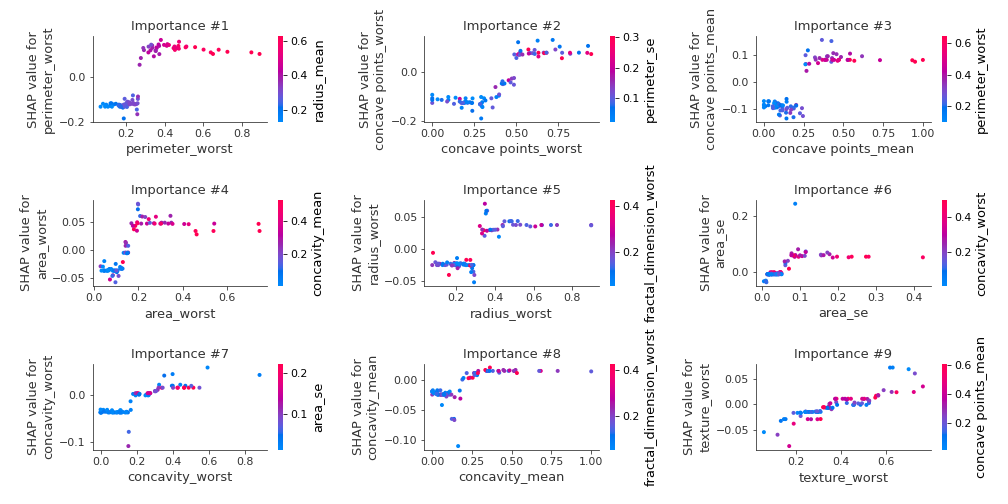 Importance #1
SHAP value for
perimeter_worst
0.0
−0.2
0.2 0.4 0.6 0.8
perimeter_worst
0.6
0.4
0.2
radius_mean
Importance #2
SHAP value for
concave points_worst
0.0
−0.2
0.00 0.25 0.50 0.75
concave points_worst
0.3
0.2
0.1
perimeter_se
Importance #3
SHAP value for
concave points_mean
0.1
0.0
−0.1
0.00 0.25 0.50 0.75 1.00
concave points_mean
0.6
0.4
0.2
perimeter_worst
Importance #4
SHAP value for
area_worst
0.05
0.00
−0.05
0.0 0.2 0.4 0.6
area_worst
0.4
0.2
concavity_mean
Importance #5
SHAP value for
radius_worst
0.05
0.00
−0.05
0.2 0.4 0.6 0.8
radius_worst
0.4
0.2
fractal_dimension_worst
Importance #6
SHAP value for
area_se
0.2
0.0
0.0 0.1 0.2 0.3 0.4
area_se
0.4
0.2
concavity_worst
Importance #7
SHAP value for
concavity_worst
0.0
−0.1
0.0 0.2 0.4 0.6 0.8
concavity_worst
0.2
0.1
area_se
Importance #8
SHAP value for
concavity_mean
0.00
−0.05
−0.10
0.00 0.25 0.50 0.75 1.00
concavity_mean
0.4
0.2
fractal_dimension_worst
Importance #9
SHAP value for
texture_worst
0.05
0.00
−0.05
0.2 0.4 0.6
texture_worst
0.6
0.4
0.2
concave points_mean